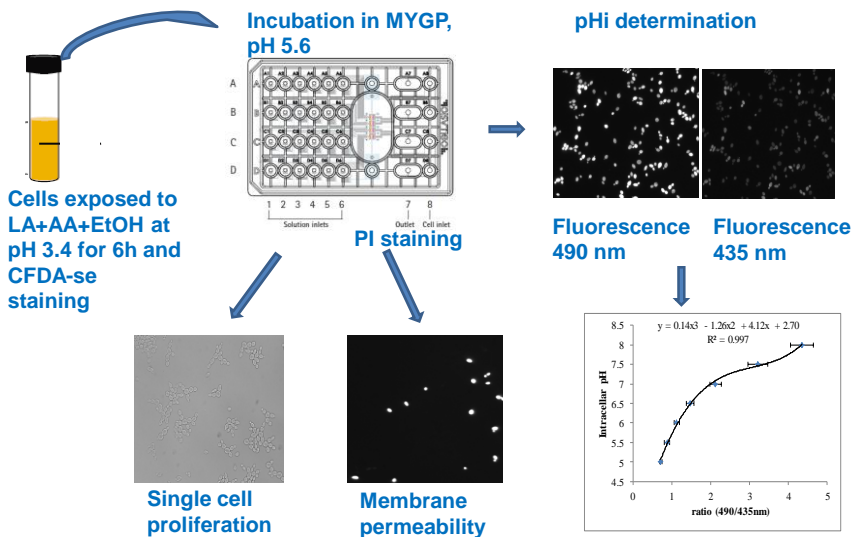 Incubation in MYGP,
pH 5.6
pHi determination
Cells exposed to
LA+AA+EtOH at
pH 3.4 for 6h and
CFDA-se
staining
A
B
C
D
A
D
1 2 3 4 5 6 7 8
Solution inlets
Outlet
Cell inlet
PI staining
Fluorescence
490 nm
Fluorescence
435 nm
Single cell
proliferation
Membrane
permeability
y = 0.14x3 - 1.26x2 + 4.12x + 2.70
R² = 0.997
Intracellar pH
8.5
8
7.5
7
6.5
6
5.5
5
4.5
0 1 2 3 4 5
ratio (490/435nm)